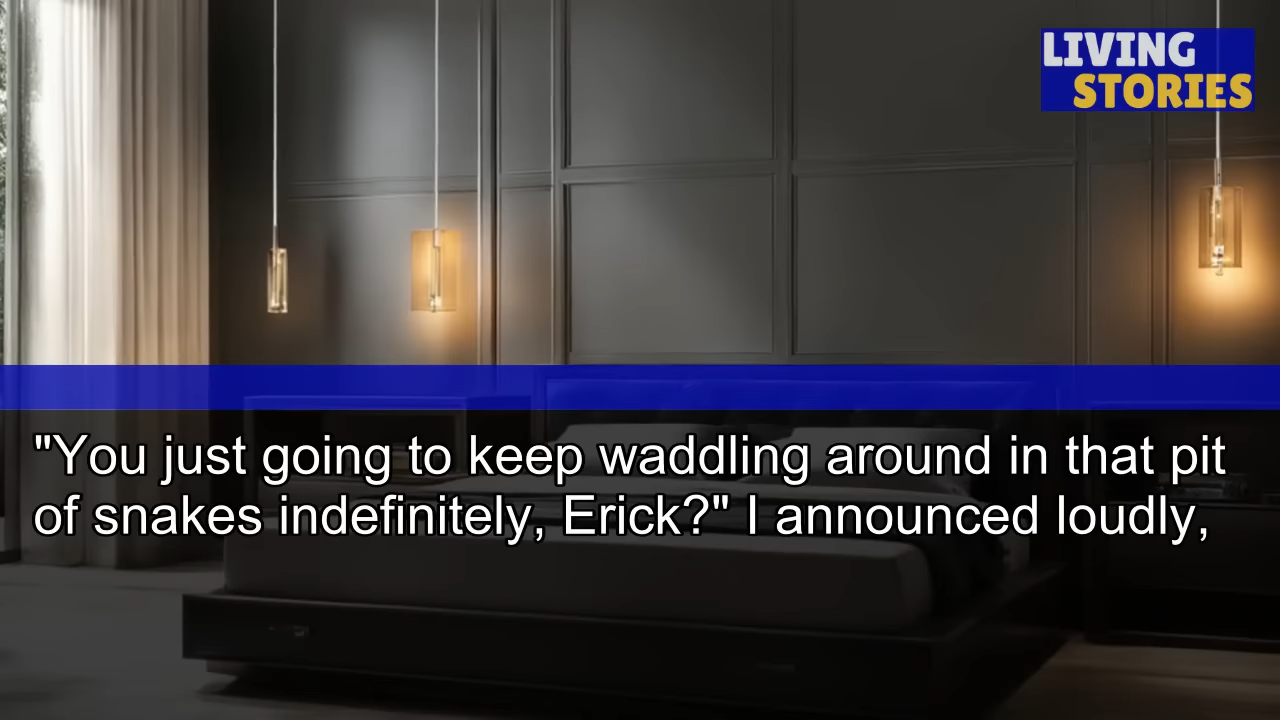 LIVING
STORIES
"You just going to keep waddling around in that pit
of snakes indefinitely, Erick?" I announced loudly,